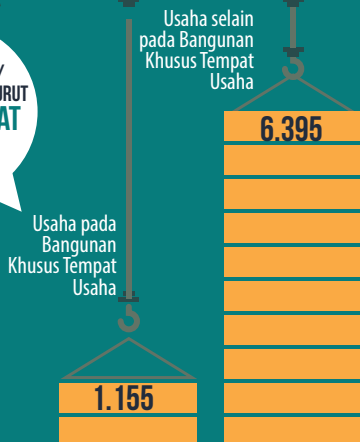 URUT
AT
Usaha selain
pada Bangunan
Khusus Tempat
Usaha
6.395
Usaha pada
Bangunan
Khusus Tempat
Usaha
1.155